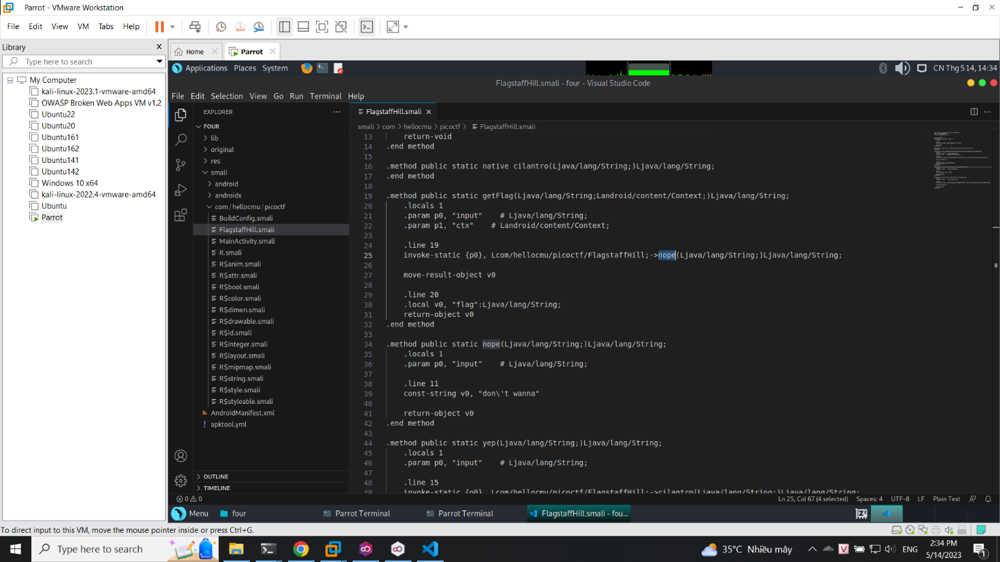 Parrot - VMware Workstation
File Edit View VM Tabs Help
Library
Type here to search
My Computer
kali-linux-2023.1-vmware-amd64
OWASP Broken Web Apps VM v1.2
Ubuntu22
Ubuntu20
Ubuntu161
Ubuntu162
Ubuntu141
Ubuntu142
Windows 10 x64
kali-linux-2022.4-vmware-amd64
Ubuntu
Parrot
Home
Parrot
Applications Places System
CN Thg 5 14, 14:34
FlagstaffHill.smali - four - Visual Studio Code
File Edit Selection View Go Run Terminal Help
EXPLORER
FOUR
lib
original
res
smali
android
androidx
com / hellocmu / picoctf
BuildConfig.smali
FlagstaffHill.smali
MainActivity.smali
R.smali
R$anim.smali
R$attr.smali
R$bool.smali
R$color.smali
R$dimen.smali
R$drawable.smali
R$id.smali
R$integer.smali
R$layout.smali
R$mipmap.smali
R$string.smali
R$style.smali
R$styleable.smali
AndroidManifest.xml
apktool.yml
OUTLINE
TIMELINE
FlagstaffHill.smali
smali > com > hellocmu > picoctf > FlagstaffHill.smali
13 return-void
14 .end method
15
16 .method public static native cilantro(Ljava/lang/String;)Ljava/lang/String;
17 .end method
18
19 .method public static getFlag(Ljava/lang/String;Landroid/content/Context;)Ljava/lang/String;
20 .locals 1
21 .param p0, "input" # Ljava/lang/String;
22 .param p1, "ctx" # Landroid/content/Context;
23
24 .line 19
25 invoke-static {p0}, Lcom/hellocmu/picoctf/FlagstaffHill;->nope(Ljava/lang/String;)Ljava/lang/String;
26
27 move-result-object v0
28
29 .line 20
30 .local v0, "flag":Ljava/lang/String;
31 return-object v0
32 .end method
33
34 .method public static nope(Ljava/lang/String;)Ljava/lang/String;
35 .locals 1
36 .param p0, "input" # Ljava/lang/String;
37
38 .line 11
39 const-string v0, "don\'t wanna"
40
41 return-object v0
42 .end method
43
44 .method public static yep(Ljava/lang/String;)Ljava/lang/String;
45 .locals 1
46 .param p0, "input" # Ljava/lang/String;
47
48 .line 15
49 invoke-static {p0}, Lcom/hellocmu/picoctf/FlagstaffHill;->cilantro(Ljava/lang/String;)Ljava/lang/String;
0 0
Ln 25, Col 67 (4 selected) Spaces: 4 UTF-8 LF Plain Text
Menu four Parrot Terminal Parrot Terminal FlagstaffHill.smali - fou...
To direct input to this VM, move the mouse pointer inside or press Ctrl+G.
Type here to search
35°C Nhiều mây
ENG
2:34 PM
5/14/2023
1